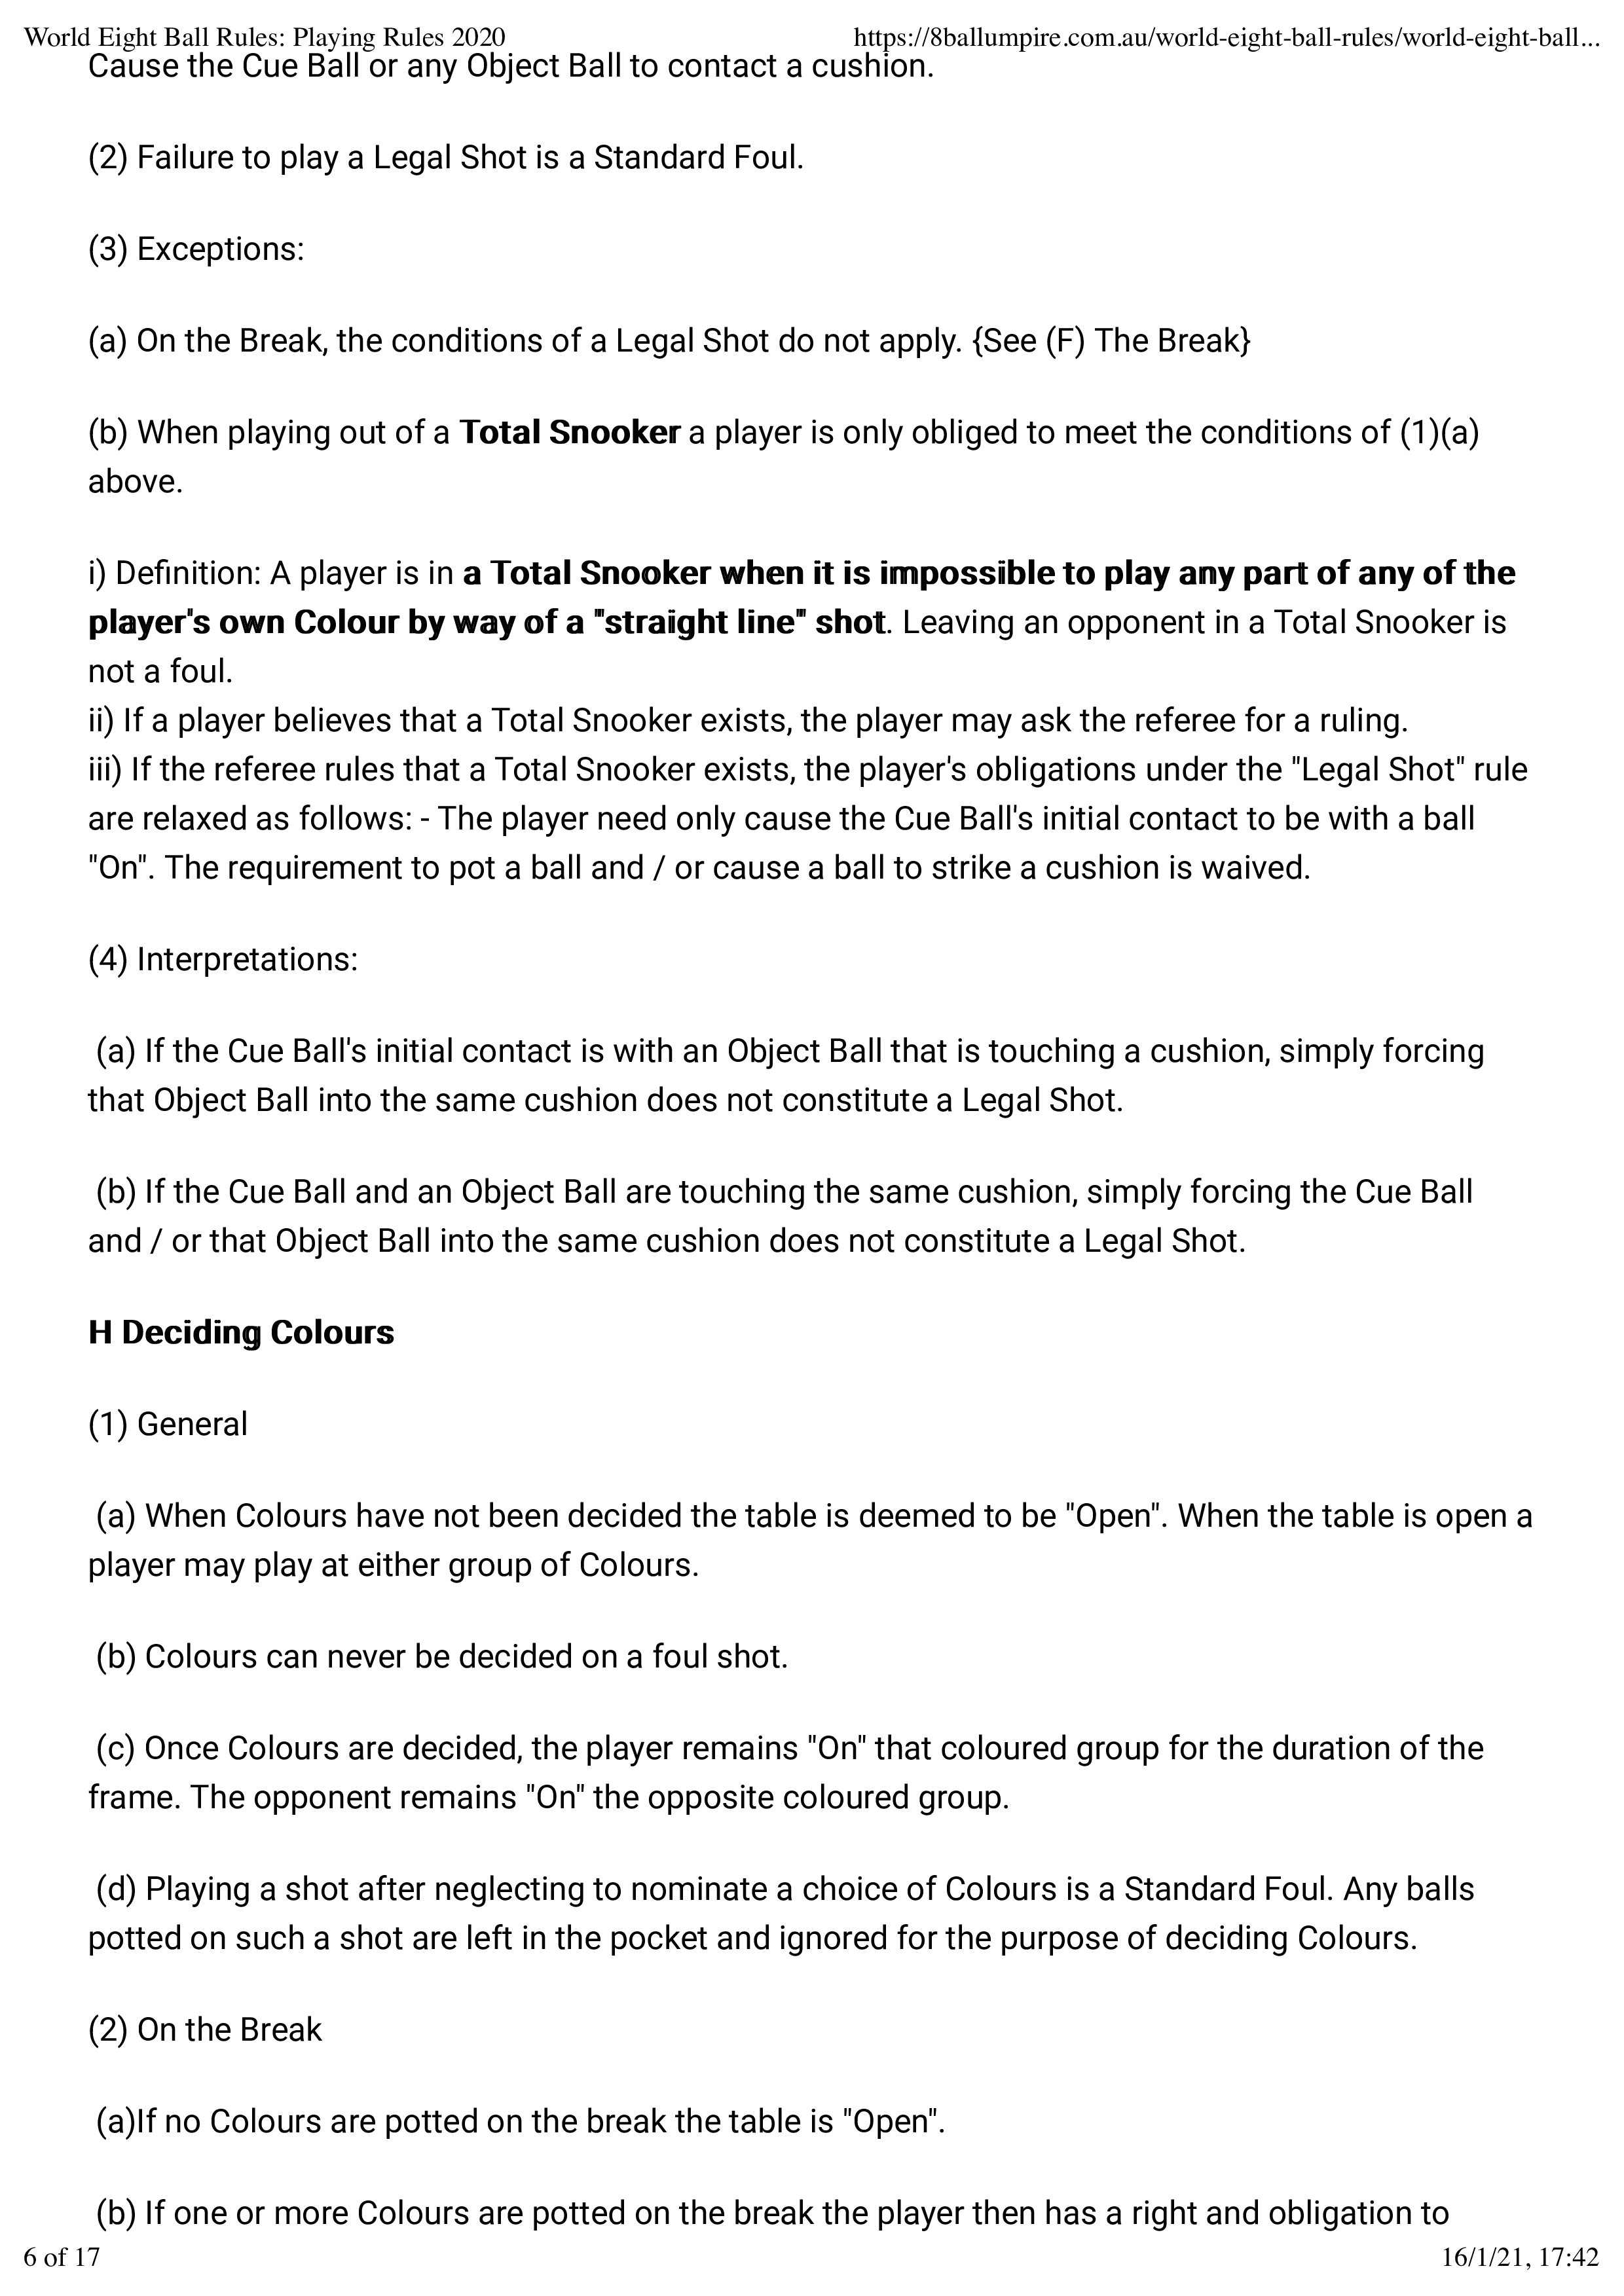 World Eight Ball Rules: Playing Rules 2020
https://8ballumpire.com.au/world-eight-ball-rules/world-eight-ball...
Cause the Cue Ball or any Object Ball to contact a cushion.
(2) Failure to play a Legal Shot is a Standard Foul.
(3) Exceptions:
(a) On the Break, the conditions of a Legal Shot do not apply. {See (F) The Break}
(b) When playing out of a Total Snooker a player is only obliged to meet the conditions of (1)(a)
above.
i) Definition: A player is in a Total Snooker when it is impossible to play any part of any of the
player's own Colour by way of a "straight line" shot. Leaving an opponent in a Total Snooker is
not a foul.
ii) If a player believes that a Total Snooker exists, the player may ask the referee for a ruling.
iii) If the referee rules that a Total Snooker exists, the player's obligations under the "Legal Shot" rule
are relaxed as follows: - The player need only cause the Cue Ball's initial contact to be with a ball
"On". The requirement to pot a ball and / or cause a ball to strike a cushion is waived.
(4) Interpretations:
(a) If the Cue Ball's initial contact is with an Object Ball that is touching a cushion, simply forcing
that Object Ball into the same cushion does not constitute a Legal Shot.
(b) If the Cue Ball and an Object Ball are touching the same cushion, simply forcing the Cue Ball
and / or that Object Ball into the same cushion does not constitute a Legal Shot.
H Deciding Colours
(1) General
(a) When Colours have not been decided the table is deemed to be "Open". When the table is open a
player may play at either group of Colours.
(b) Colours can never be decided on a foul shot.
(c) Once Colours are decided, the player remains "On" that coloured group for the duration of the
frame. The opponent remains "On" the opposite coloured group.
(d) Playing a shot after neglecting to nominate a choice of Colours is a Standard Foul. Any balls
potted on such a shot are left in the pocket and ignored for the purpose of deciding Colours.
(2) On the Break
(a)If no Colours are potted on the break the table is "Open".
(b) If one or more Colours are potted on the break the player then has a right and obligation to
6 of 17
16/1/21, 17:42